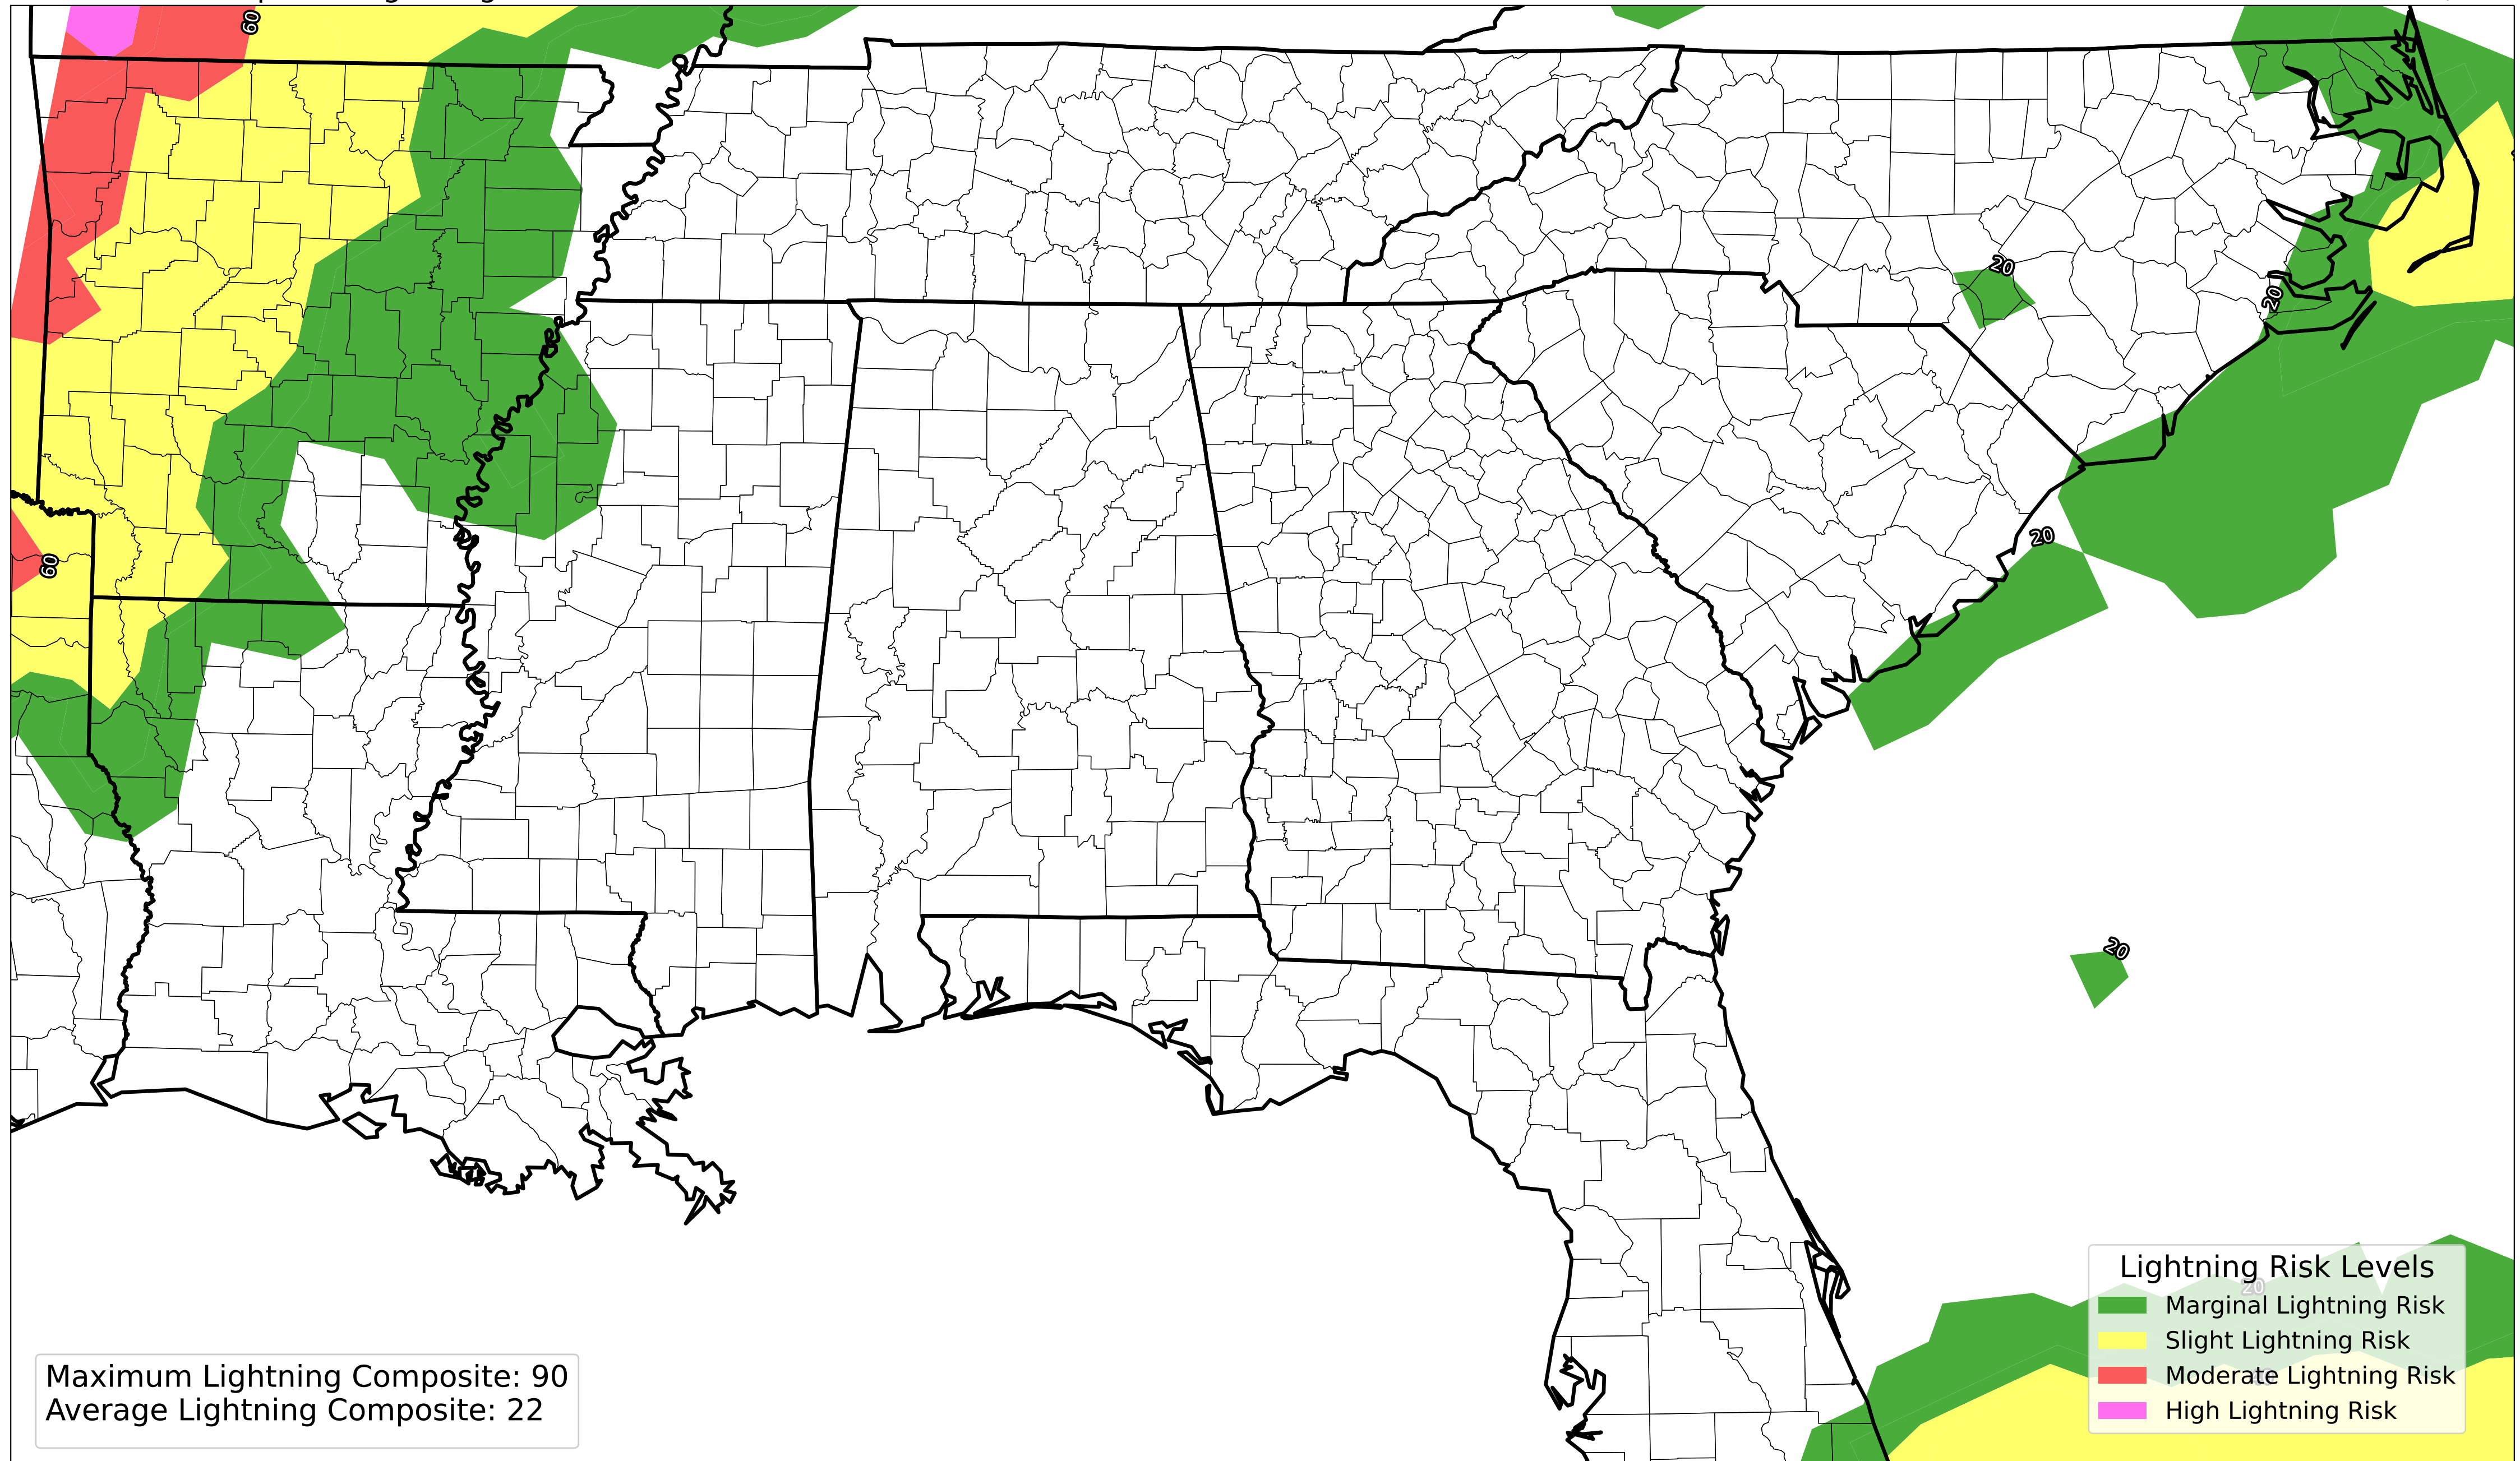 60
20
20
60
20
20
20
Lightning Risk Levels
Marginal Lightning Risk
Slight Lightning Risk
Moderate Lightning Risk
High Lightning Risk
Maximum Lightning Composite: 90
Average Lightning Composite: 22